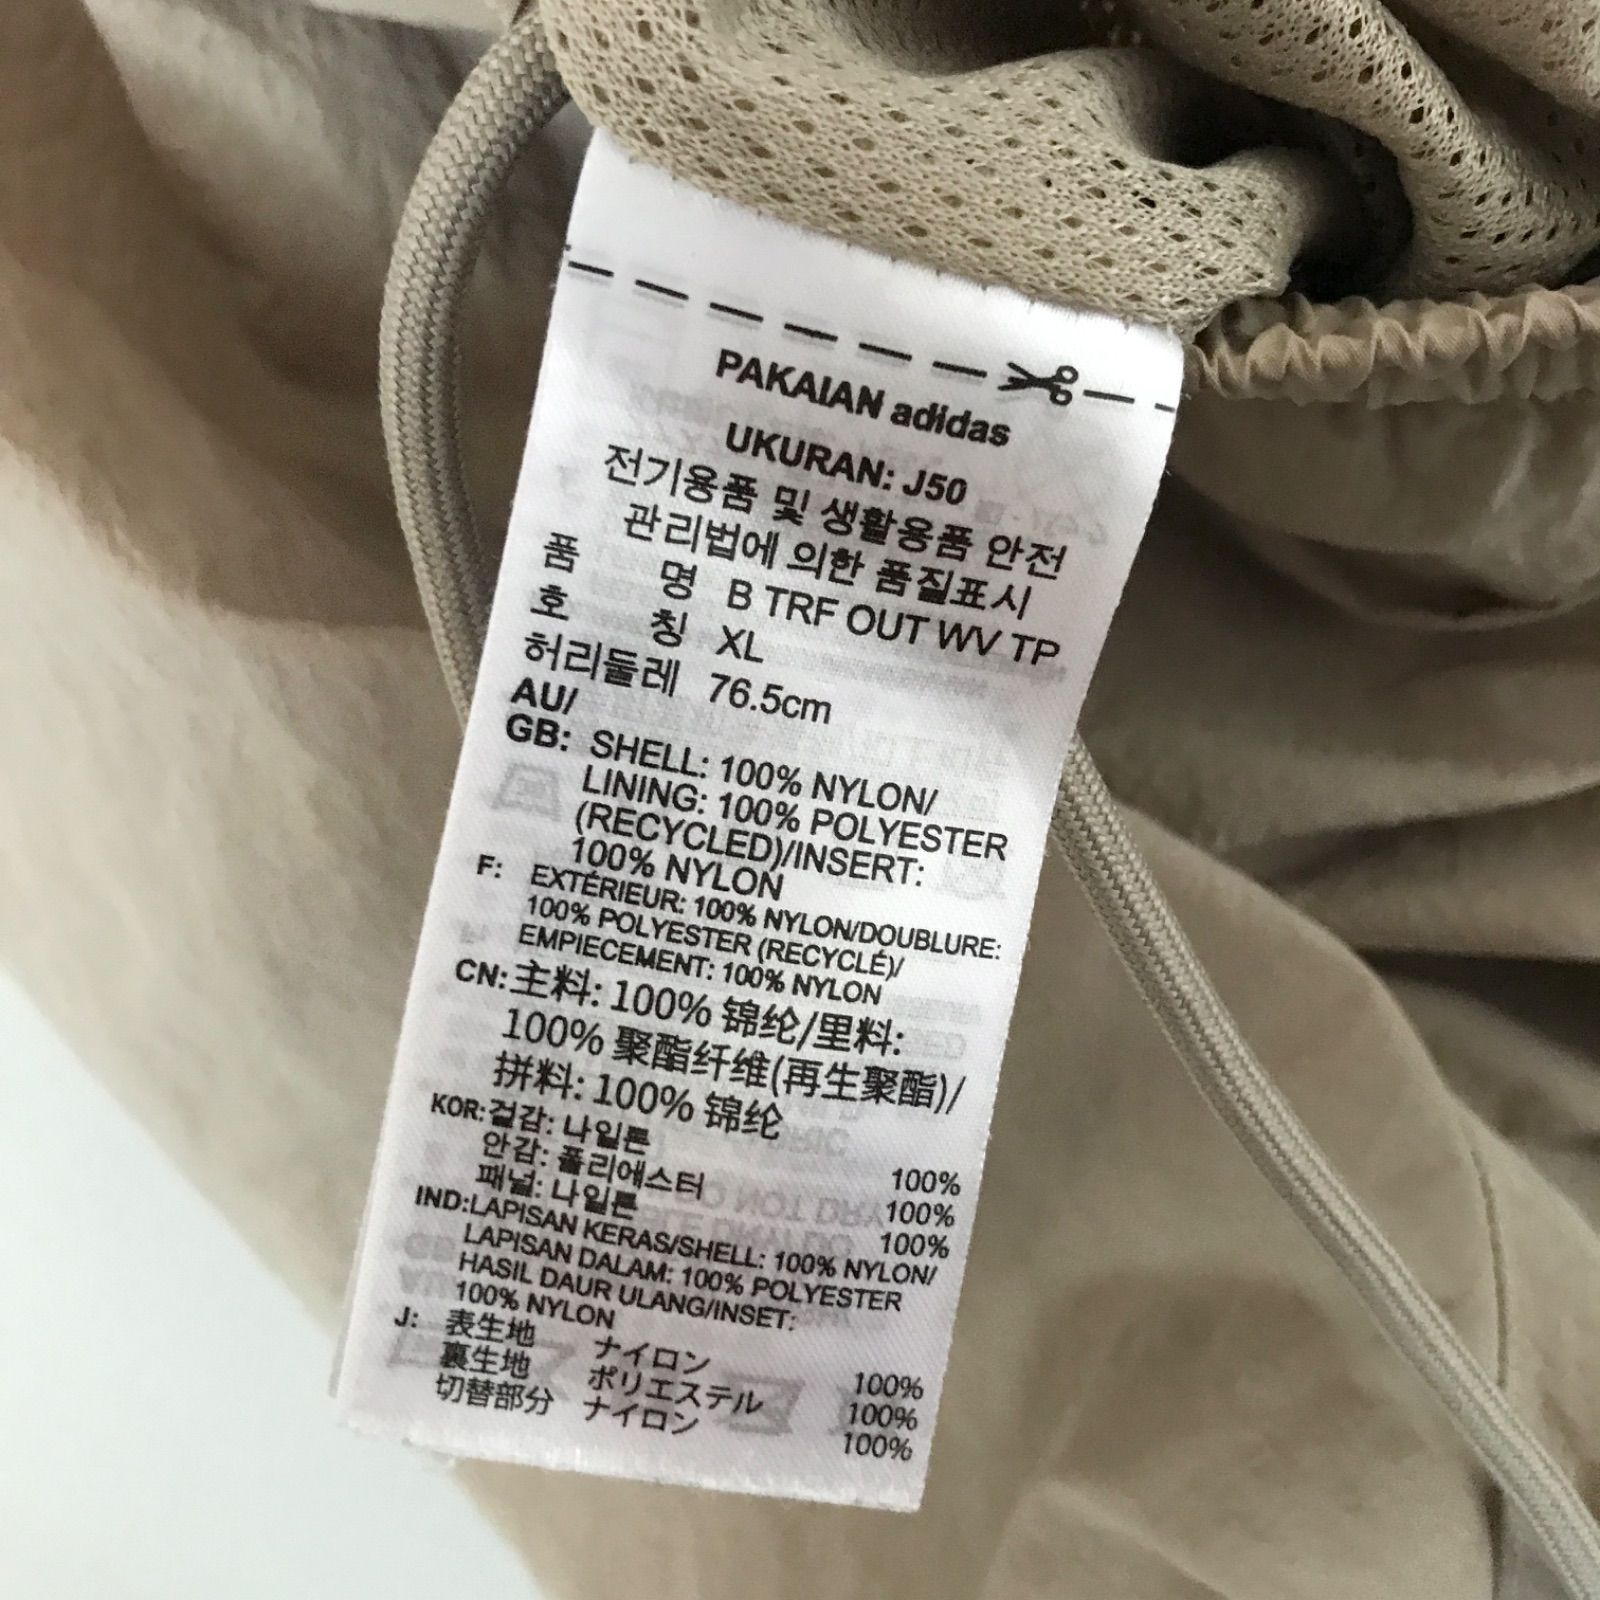 PAKAIAN adidas
UKURAN: J50
전기용품 및 생활용품 안전
관리법에 의한 품질표시
품 명 B TRF OUT WV TP
호 칭 XL
허리둘레 76.5cm
AU/
GB: SHELL: 100% NYLON/
LINING: 100% POLYESTER
(RECYCLED)/INSERT:
100% NYLON
F: EXTÉRIEUR: 100% NYLON/DOUBLURE:
100% POLYESTER (RECYCLÉ)/
EMPIECEMENT: 100% NYLON
CN: 主料: 100% 锦纶/里料:
100% 聚酯纤维(再生聚酯)/
拼料: 100% 锦纶
KOR: 겉감: 나일론 100%
안감: 폴리에스터 100%
패널: 나일론 100%
IND: LAPISAN KERAS/SHELL: 100% NYLON/
LAPISAN DALAM: 100% POLYESTER
HASIL DAUR ULANG/INSET:
100% NYLON
J: 表生地 ナイロン 100%
裏生地 ポリエステル 100%
切替部分 ナイロン 100%